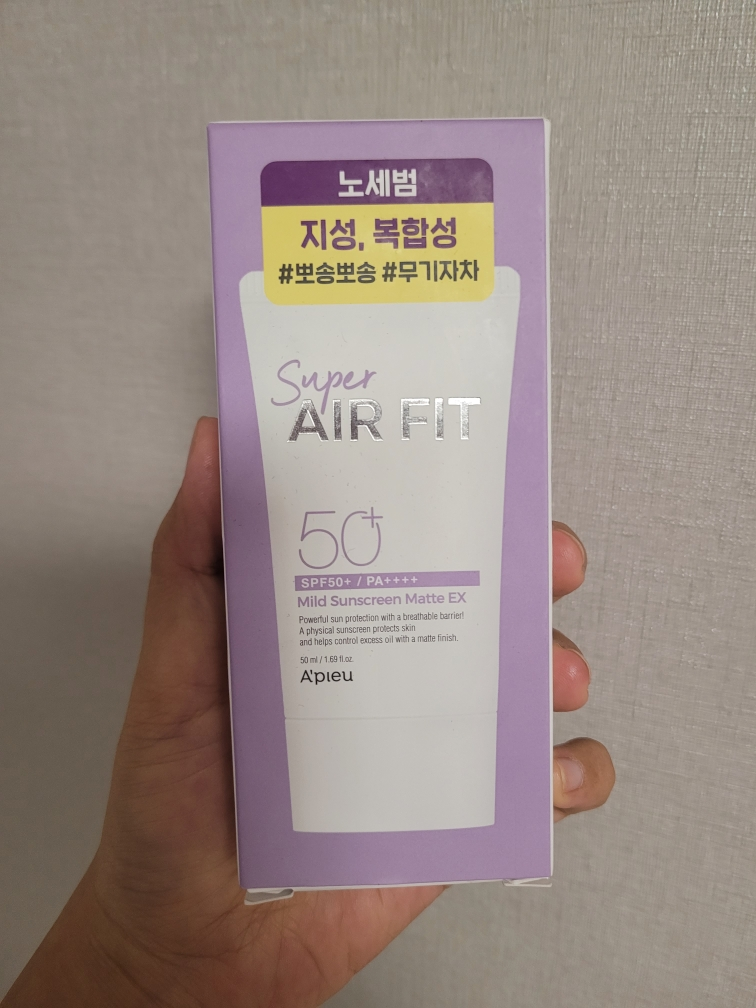 노세범
지성, 복합성
#뽀송뽀송 #무기자차
Super
AIR FIT
50+
SPF50+ / PA++++
Mild Sunscreen Matte EX
Powerful sun protection with a breathable barrier!
A physical sunscreen protects skin
and helps control excess oil with a matte finish.
50 ml / 1.69 fl.oz.
A'pieu